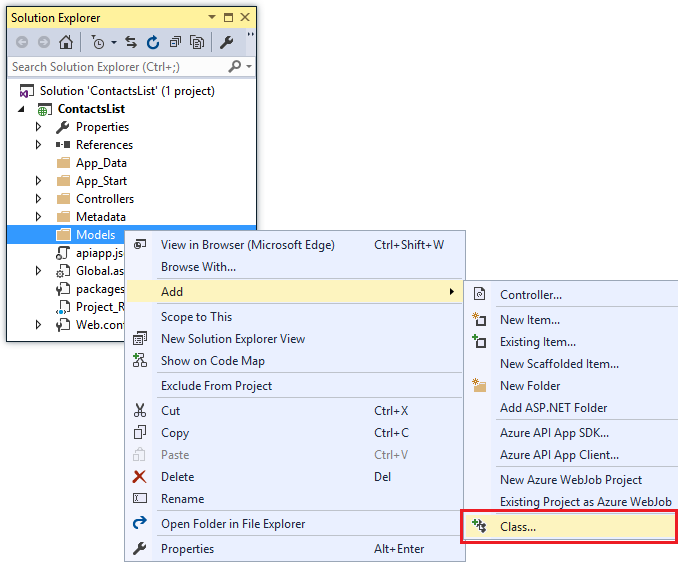 Solution Explorer
Search Solution Explorer (Ctrl+;)
Solution 'ContactsList' (1 project)
ContactsList
Properties
References
App_Data
App_Start
Controllers
Metadata
Models
apiapp.js
Global.as
packages
Project_R
Web.conf
View in Browser (Microsoft Edge) Ctrl+Shift+W
Browse With...
Add
Scope to This
New Solution Explorer View
Show on Code Map
Exclude From Project
Cut Ctrl+X
Copy Ctrl+C
Paste Ctrl+V
Delete Del
Rename
Open Folder in File Explorer
Properties Alt+Enter
Controller...
New Item...
Existing Item...
New Scaffolded Item...
New Folder
Add ASP.NET Folder
Azure API App SDK...
Azure API App Client...
New Azure WebJob Project
Existing Project as Azure WebJob
Class...